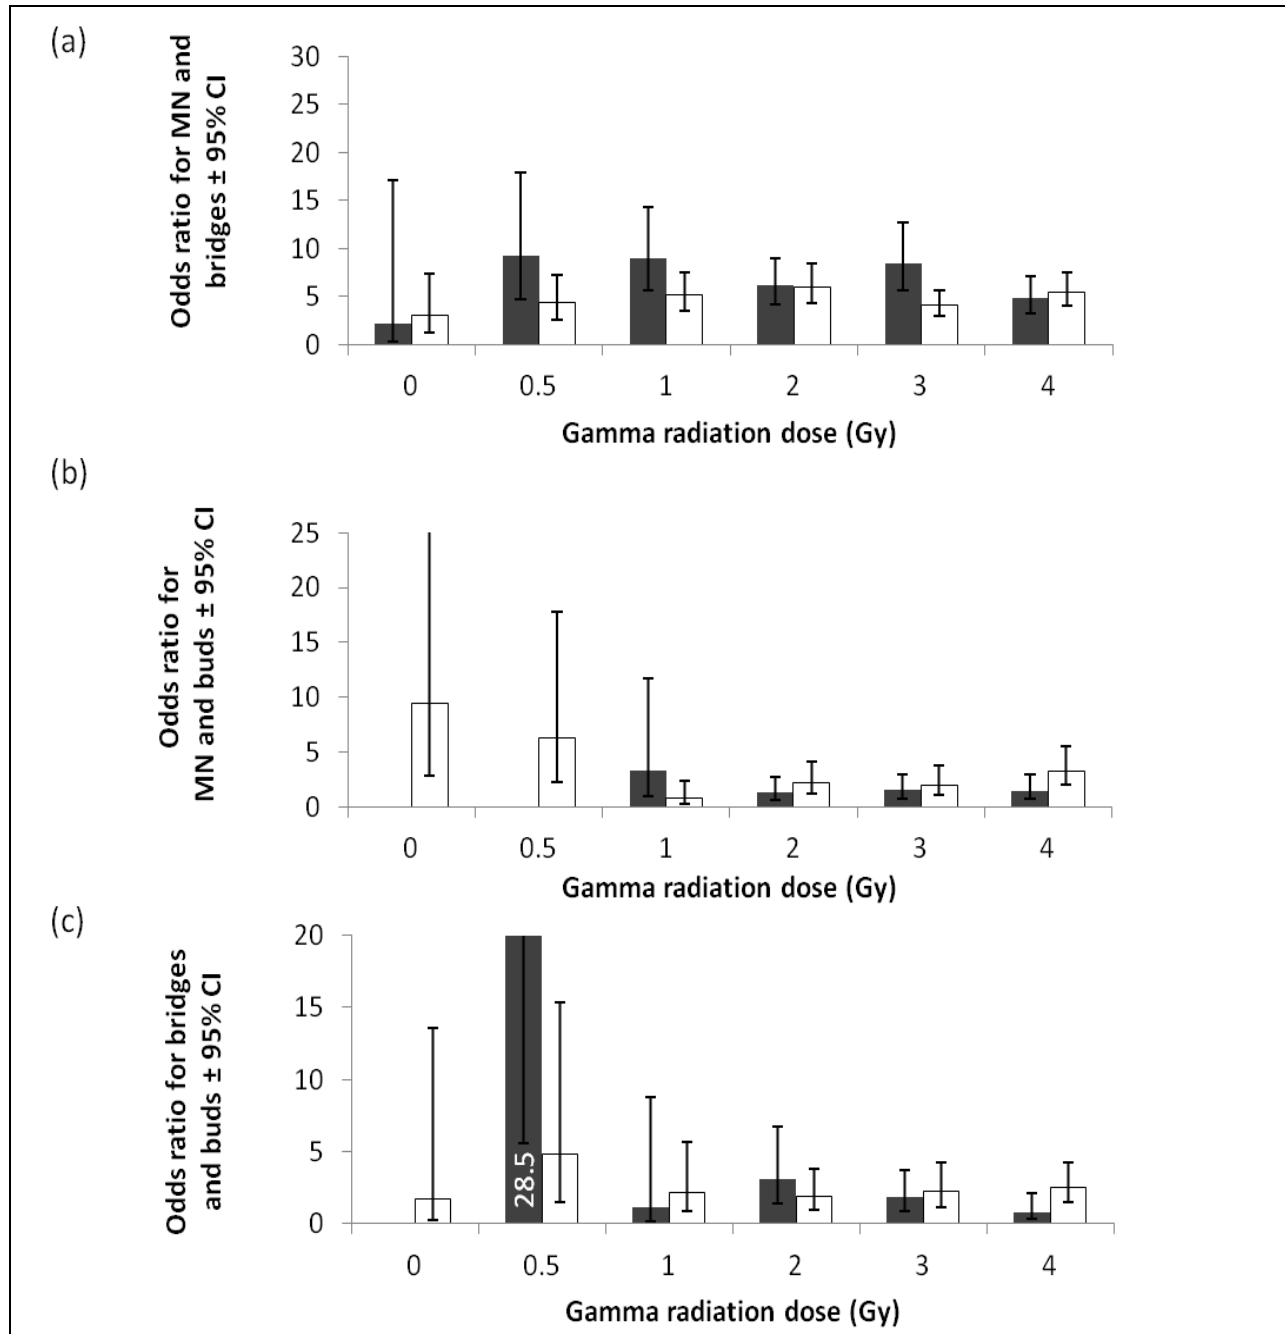 (a)
Odds ratio for MN and
bridges ± 95% CI
30
25
20
15
10
5
0
0 0.5 1 2 3 4
Gamma radiation dose (Gy)
(b)
Odds ratio for
MN and buds ± 95% CI
25
20
15
10
5
0
0 0.5 1 2 3 4
Gamma radiation dose (Gy)
(c)
Odds ratio for bridges
and buds ± 95% CI
20
15
10
5
0
28.5
0 0.5 1 2 3 4
Gamma radiation dose (Gy)